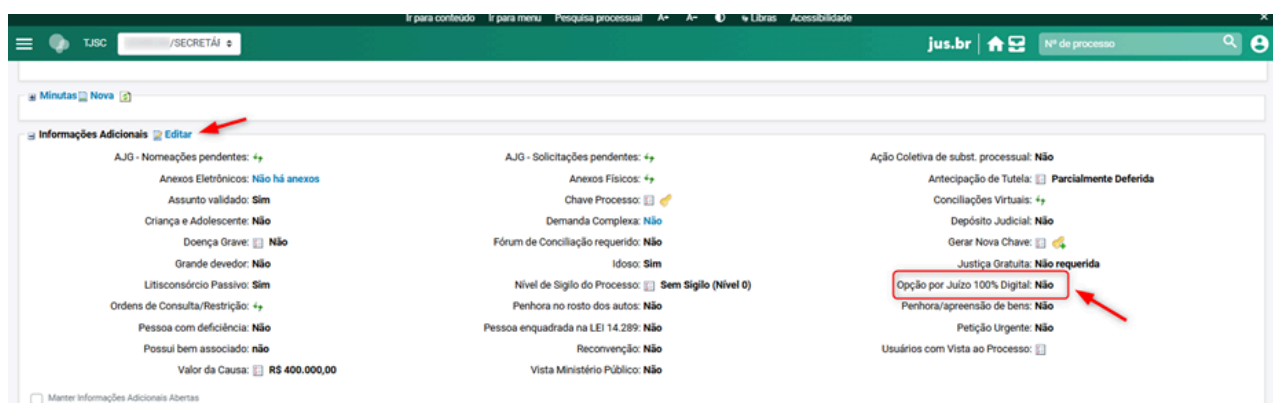 Ir para conteúdo Ir para menu Pesquisa processual A+ A- Libras Acessibilidade ×
TJSC /SECRETÁI jus.br Nº de processo
Minutas Nova
Informações Adicionais Editar
AJG - Nomeações pendentes: AJG - Solicitações pendentes: Ação Coletiva de subst. processual: Não
Anexos Eletrônicos: Não há anexos Anexos Físicos: Antecipação de Tutela: Parcialmente Deferida
Assunto validado: Sim Chave Processo: Conciliações Virtuais:
Criança e Adolescente: Não Demanda Complexa: Não Depósito Judicial: Não
Doença Grave: Não Fórum de Conciliação requerido: Não Gerar Nova Chave:
Grande devedor: Não Idoso: Sim Justiça Gratuita: Não requerida
Litisconsórcio Passivo: Sim Nível de Sigilo do Processo: Sem Sigilo (Nível 0) Opção por Juízo 100% Digital: Não
Ordens de Consulta/Restrição: Penhora no rosto dos autos: Não Penhora/apreensão de bens: Não
Pessoa com deficiência: Não Pessoa enquadrada na LEI 14.289: Não Petição Urgente: Não
Possui bem associado: não Reconvenção: Não Usuários com Vista ao Processo:
Valor da Causa: R$ 400.000,00 Vista Ministério Público: Não
Manter Informações Adicionais Abertas